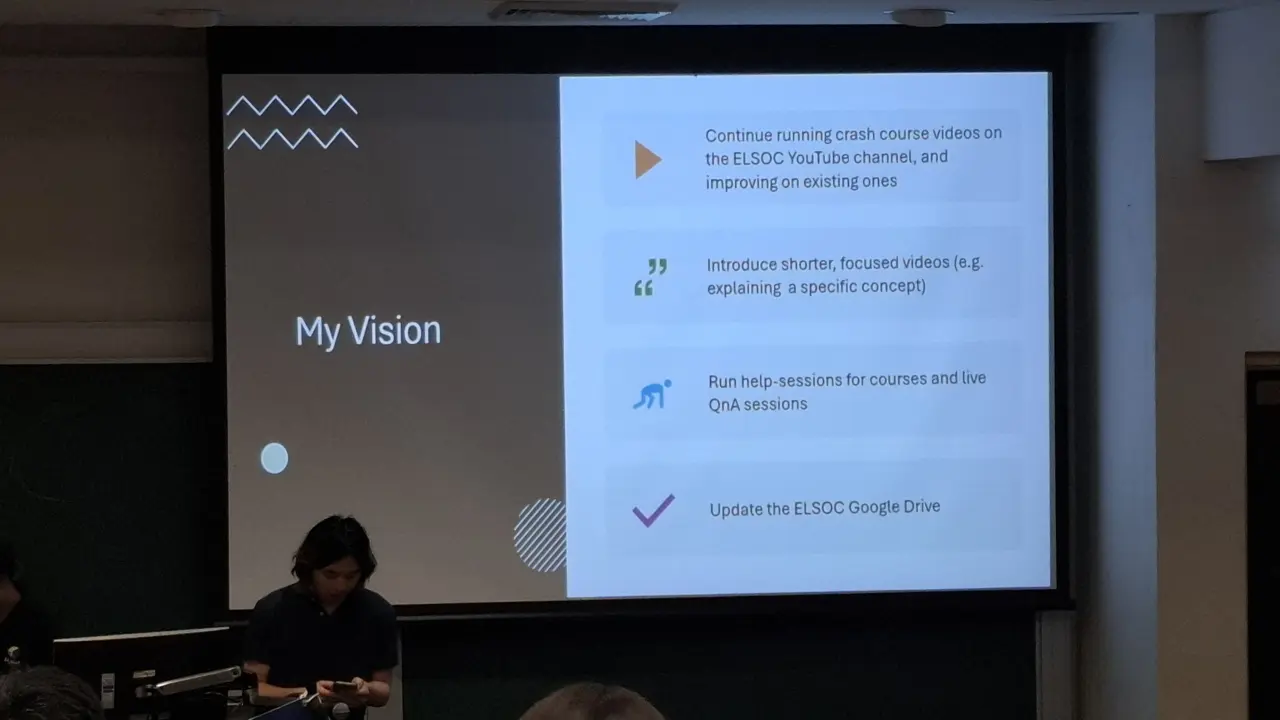 My Vision
Continue running crash course videos on
the ELSOC YouTube channel, and
improving on existing ones
Introduce shorter, focused videos (e.g.
explaining a specific concept)
Run help-sessions for courses and live
QnA sessions
Update the ELSOC Google Drive